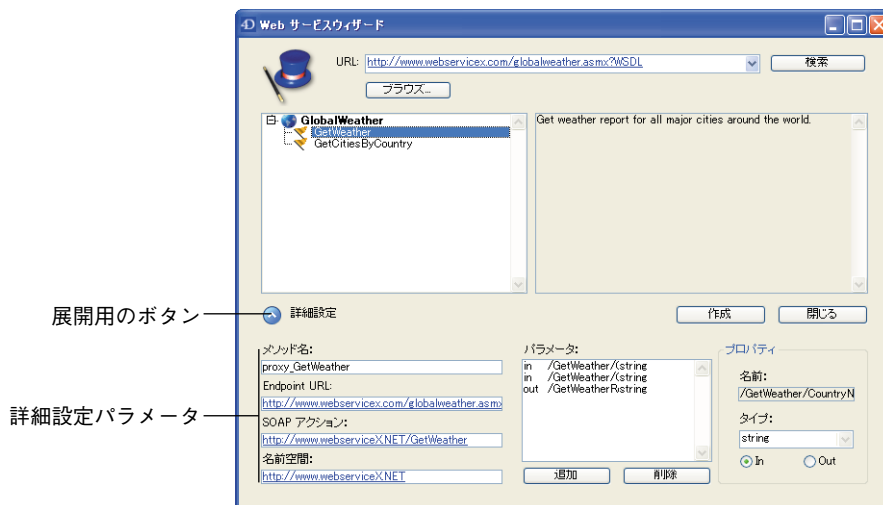 Web サービスウィザード
URL: http://www.webservicex.com/globalweather.asmx?WSDL
検索
ブラウズ...
GlobalWeather
GetWeather
GetCitiesByCountry
Get weather report for all major cities around the world.
展開用のボタン
詳細設定
作成
閉じる
メソッド名:
proxy_GetWeather
Endpoint URL:
http://www.webservicex.com/globalweather.asmx
SOAP アクション:
http://www.webserviceX.NET/GetWeather
名前空間:
http://www.webserviceX.NET
詳細設定パラメータ
パラメータ:
in /GetWeather/(string
in /GetWeather/(string
out /GetWeatherRstring
追加
削除
プロパティ
名前:
/GetWeather/CountryN
タイプ:
string
In
Out